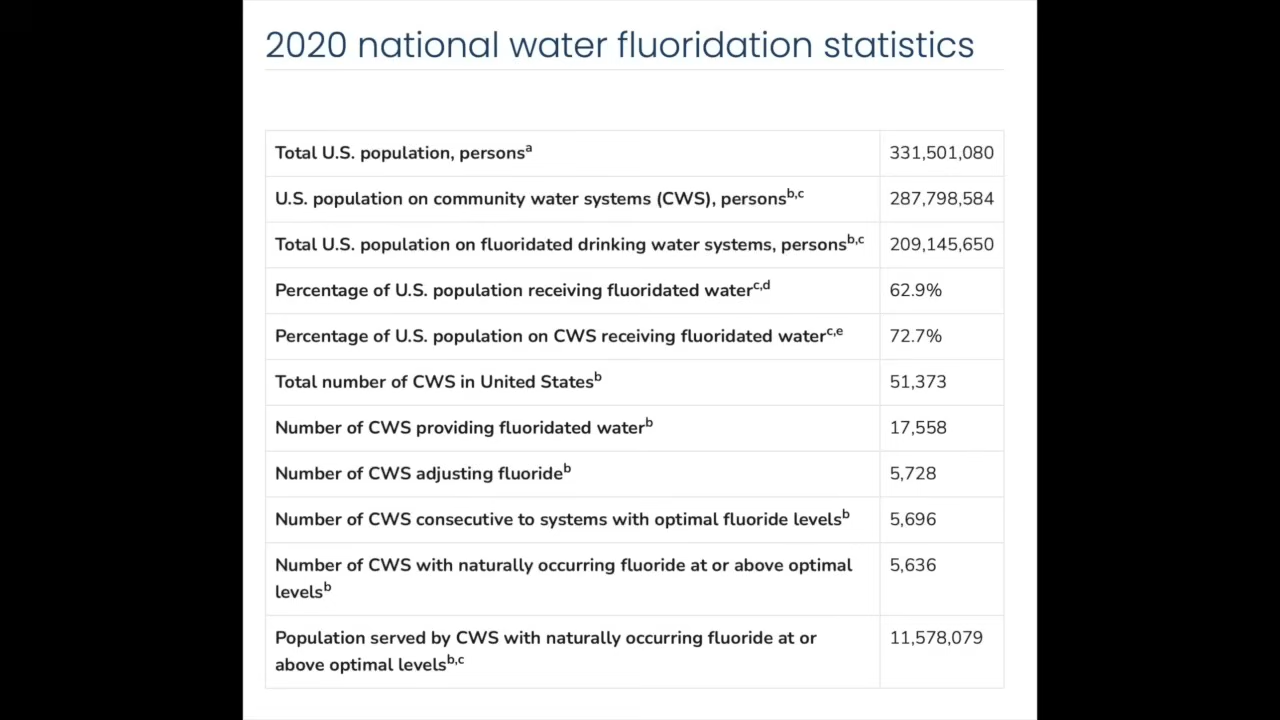 2020 national water fluoridation statistics
Total U.S. population, personsᵃ 331,501,080
U.S. population on community water systems (CWS), personsᵇ,ᶜ 287,798,584
Total U.S. population on fluoridated drinking water systems, personsᵇ,ᶜ 209,145,650
Percentage of U.S. population receiving fluoridated waterᶜ,ᵈ 62.9%
Percentage of U.S. population on CWS receiving fluoridated waterᶜ,ᵉ 72.7%
Total number of CWS in United Statesᵇ 51,373
Number of CWS providing fluoridated waterᵇ 17,558
Number of CWS adjusting fluorideᵇ 5,728
Number of CWS consecutive to systems with optimal fluoride levelsᵇ 5,696
Number of CWS with naturally occurring fluoride at or above optimal 5,636
levelsᵇ
Population served by CWS with naturally occurring fluoride at or 11,578,079
above optimal levelsᵇ,ᶜ